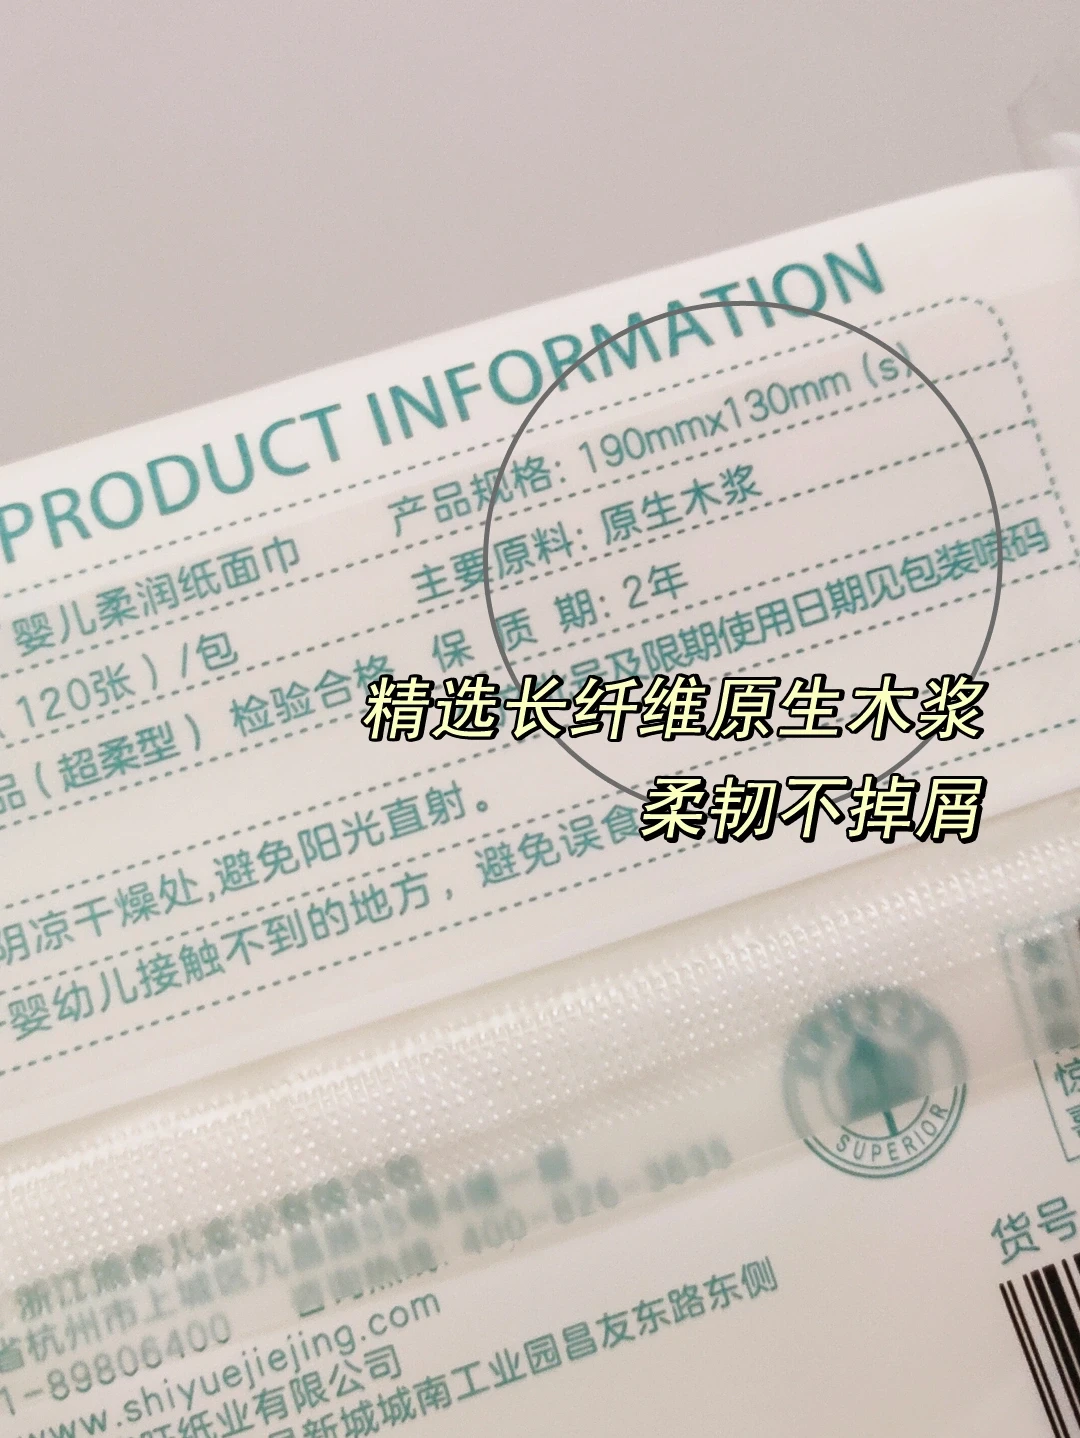 PRODUCT INFORMATION
婴儿柔润纸面巾
产品规格: 190mmx130mm (s)
120张) /包
主要原料: 原生木浆
品 (超柔型) 检验合格
保 质 期: 2年
及限期使用日期见包装喷码
精选长纤维原生木浆
柔韧不掉屑
阴凉干燥处,避免阳光直射。
婴幼儿接触不到的地方，避免误食
SUPERIOR
浙江
省杭州市上城区九
1-89806400
www.shiyuejiejing.com
纸业有限公司
新城城南工业园昌友东路东侧
货号